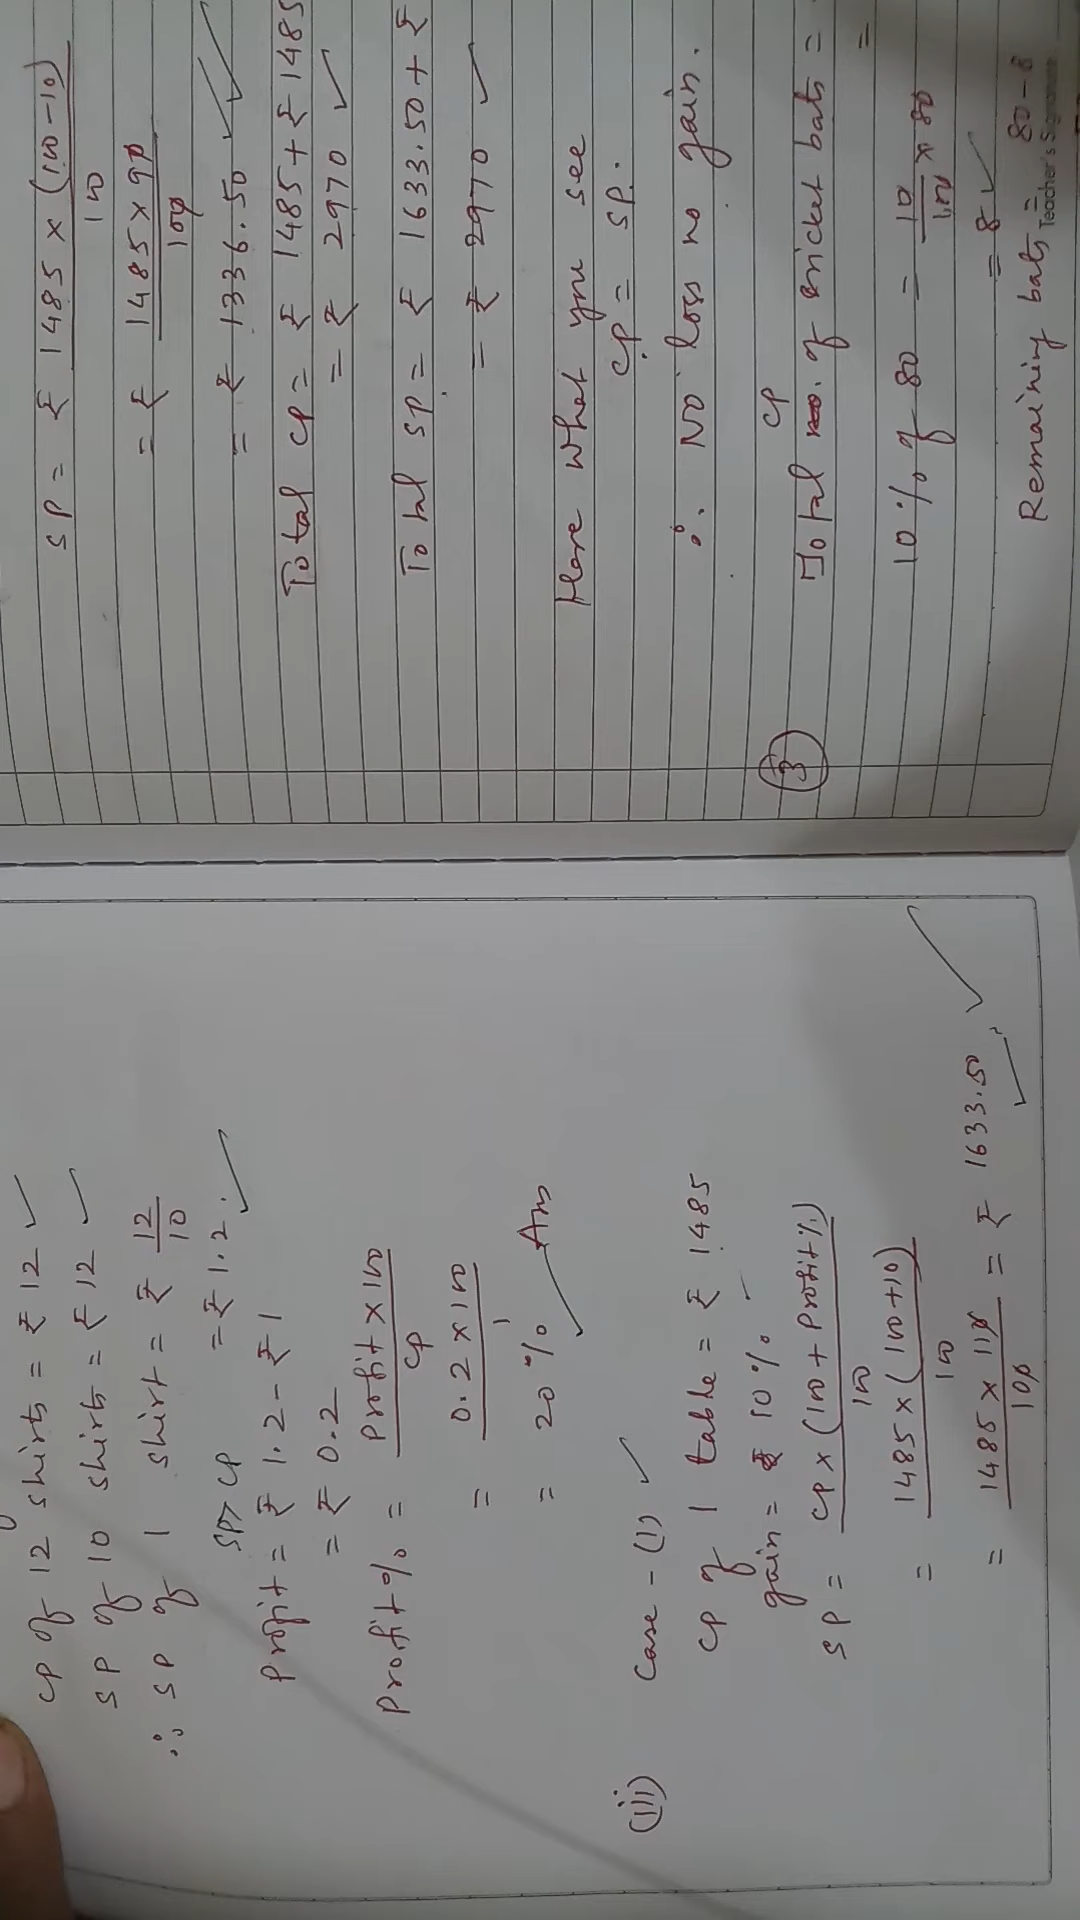 CP of 12 shirts = ₹ 12 ✓
SP of 10 shirts = ₹ 12 ✓
∴ SP of 1 shirt = ₹ 12/10
= ₹ 1.2. ✓
SP > CP
Profit = ₹ 1.2 - ₹ 1
= ₹ 0.2
Profit % = Profit × 100 / CP
= 0.2 × 100 / 1
= 20 % Ans
(iii) Case - (i) ✓
CP of 1 table = ₹ 1485
gain = 10 %
SP = CP × (100 + Profit %) / 100
= 1485 × (100 + 10) / 100
= 1485 × 110 / 100 = ₹ 1633.50 ✓
SP = ₹ 1485 × (100 - 10) / 100
= ₹ 1485 × 90 / 100
= ₹ 1336.50 ✓
Total CP = ₹ 1485 + ₹ 1485
= ₹ 2970 ✓
Total SP = ₹ 1633.50 + ₹
= ₹ 2970 ✓
Here what you see
CP = SP.
∴ NO loss no gain.
CP
(3) Total no. of cricket bats =
=
10 % of 80 = 10/100 × 80
= 8 ✓
Remaining bats = 80 - 8
Teacher's Signature